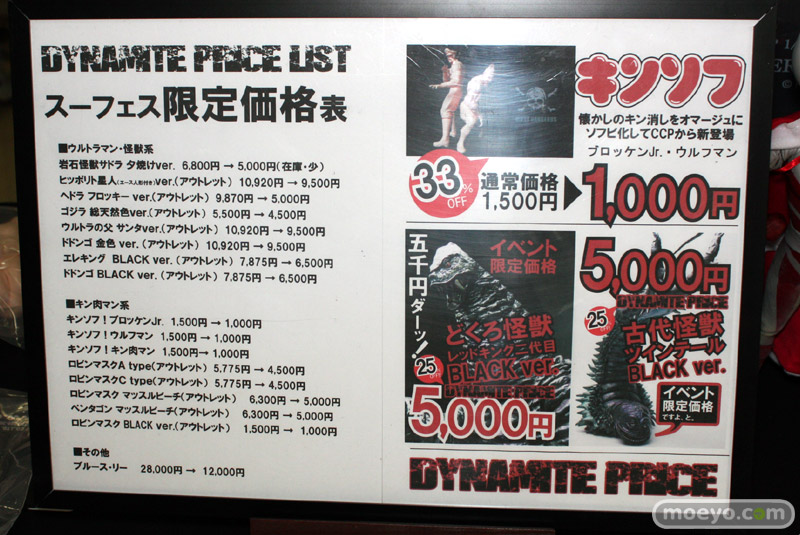 DYNAMITE PRICE LIST
スーフェス限定価格表
■ウルトラマン・怪獣系
岩石怪獣サドラ 夕焼けver. 6,800円 → 5,000円(在庫・少)
ヒッポリト星人(エース人形付き)ver.(アウトレット) 10,920円 → 9,500円
ヘドラ フロッキー ver.(アウトレット) 9.870円 → 5,000円
ゴジラ 総天然色ver.(アウトレット) 5,500円 → 4,500円
ウルトラの父 サンタver.(アウトレット) 10,920円 → 9,500円
ドドンゴ 金色 ver.(アウトレット) 10,920円 → 9,500円
エレキング BLACK ver.(アウトレット) 7.875円 → 6,500円
ドドンゴ BLACK ver.(アウトレット) 7.875円 → 6,500円
■キン肉マン系
キンソフ!ブロッケンJr. 1.500円 → 1,000円
キンソフ!ウルフマン 1,500円 → 1,000円
キンソフ!キン肉マン 1.500円→ 1,000円
ロビンマスクA type(アウトレット) 5,775円 → 4,500円
ロビンマスクC type(アウトレット) 5,775円 → 4,500円
ロビンマスク マッスルビーチ(アウトレット) 6,300円 → 5,000円
ペンタゴン マッスルビーチ(アウトレット) 6,300円 → 5,000円
ロビンマスク BLACK ver.(アウトレット) 1,500円 → 1,000円
■その他
ブルース・リー 28,000円 → 12,000円
キンソフ
懐かしのキン消しをオマージュに
ソフビ化してCCPから新登場
ブロッケンJr.・ウルフマン
33% OFF
通常価格
1,500円
1,000円
五千円ダーッ!
イベント
限定価格
どくろ怪獣
レッドキング二代目
BLACK ver.
25
DYNAMITE PRICE
5,000円
5,000円
DYNAMITE PRICE
25
古代怪獣
ツインテール
BLACK ver.
イベント
限定価格
ですよ、と。
DYNAMITE PRICE
moeyo.com